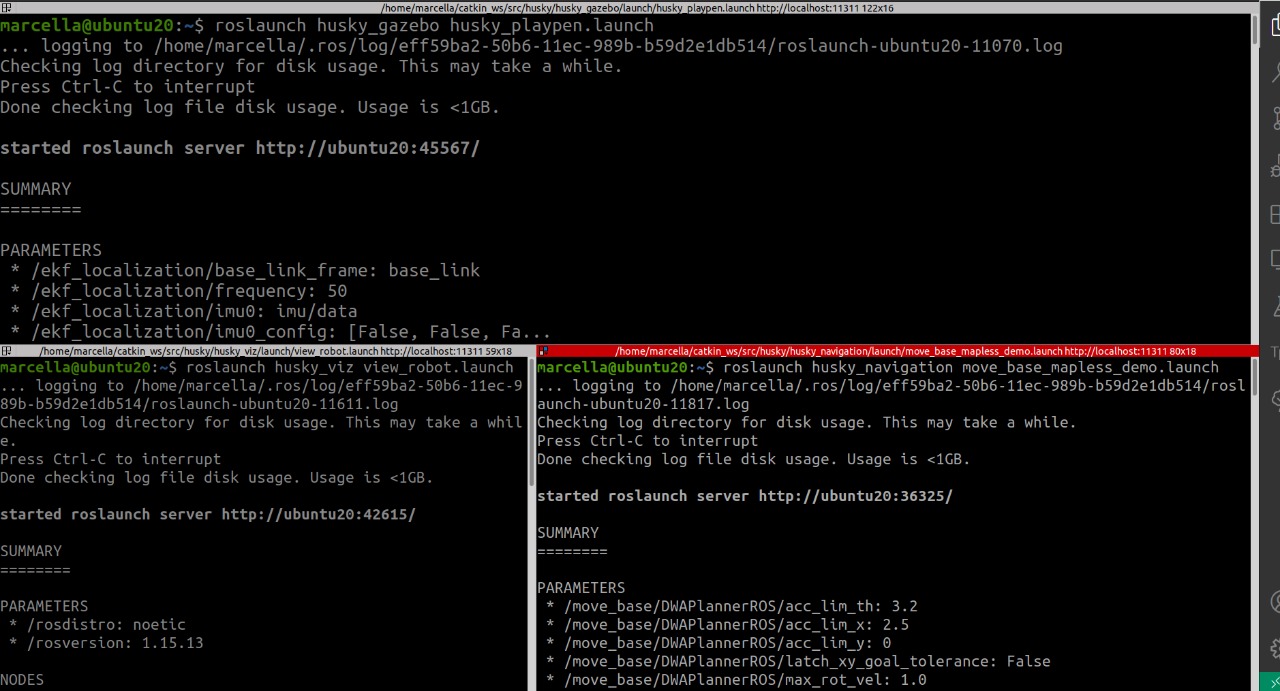 /home/marcella/catkin_ws/src/husky/husky_gazebo/launch/husky_playpen.launch http://localhost:11311 122x16
marcella@ubuntu20:~$ roslaunch husky_gazebo husky_playpen.launch
... logging to /home/marcella/.ros/log/eff59ba2-50b6-11ec-989b-b59d2e1db514/roslaunch-ubuntu20-11070.log
Checking log directory for disk usage. This may take a while.
Press Ctrl-C to interrupt
Done checking log file disk usage. Usage is <1GB.
started roslaunch server http://ubuntu20:45567/
SUMMARY
========
PARAMETERS
* /ekf_localization/base_link_frame: base_link
* /ekf_localization/frequency: 50
* /ekf_localization/imu0: imu/data
* /ekf_localization/imu0_config: [False, False, Fa...
/home/marcella/catkin_ws/src/husky/husky_viz/launch/view_robot.launch http://localhost:11311 59x18
marcella@ubuntu20:~$ roslaunch husky_viz view_robot.launch
... logging to /home/marcella/.ros/log/eff59ba2-50b6-11ec-9
89b-b59d2e1db514/roslaunch-ubuntu20-11611.log
Checking log directory for disk usage. This may take a whil
e.
Press Ctrl-C to interrupt
Done checking log file disk usage. Usage is <1GB.
started roslaunch server http://ubuntu20:42615/
SUMMARY
========
PARAMETERS
* /rosdistro: noetic
* /rosversion: 1.15.13
NODES
/home/marcella/catkin_ws/src/husky/husky_navigation/launch/move_base_mapless_demo.launch http://localhost:11311 80x18
marcella@ubuntu20:~$ roslaunch husky_navigation move_base_mapless_demo.launch
... logging to /home/marcella/.ros/log/eff59ba2-50b6-11ec-989b-b59d2e1db514/rosl
aunch-ubuntu20-11817.log
Checking log directory for disk usage. This may take a while.
Press Ctrl-C to interrupt
Done checking log file disk usage. Usage is <1GB.
started roslaunch server http://ubuntu20:36325/
SUMMARY
========
PARAMETERS
* /move_base/DWAPlannerROS/acc_lim_th: 3.2
* /move_base/DWAPlannerROS/acc_lim_x: 2.5
* /move_base/DWAPlannerROS/acc_lim_y: 0
* /move_base/DWAPlannerROS/latch_xy_goal_tolerance: False
* /move_base/DWAPlannerROS/max_rot_vel: 1.0